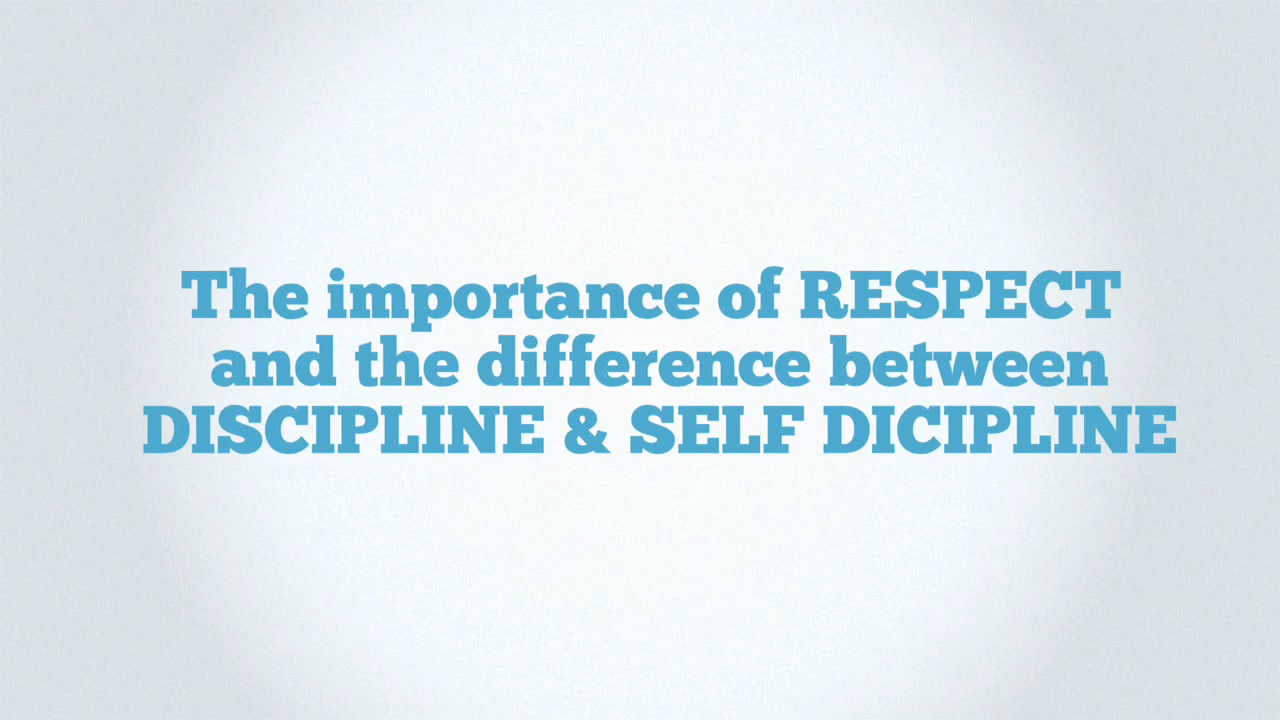 The importance of RESPECT
and the difference between
DISCIPLINE & SELF DICIPLINE